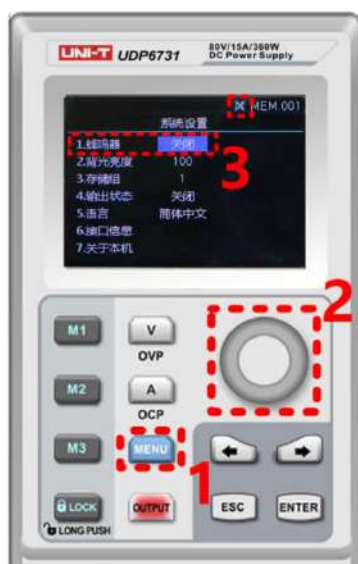 UNI-T UDP6731 80V/15A/360W
DC Power Supply
MEM 001
系统设置
1.蜂鸣器 关闭
2.背光亮度 100
3.存储组 1
4.输出状态 关闭
5.语言 简体中文
6.接口信息
7.关于本机
3
2
M1
V
OVP
M2
A
OCP
M3
MENU
1
LOCK
OUTPUT
ESC
ENTER
LONG PUSH